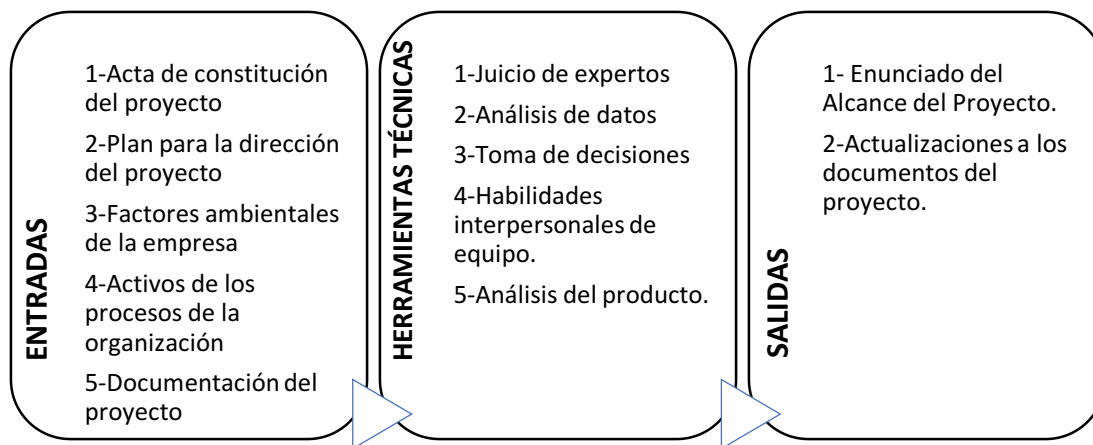 ENTRADAS
1-Acta de constitución
del proyecto
2-Plan para la dirección
del proyecto
3-Factores ambientales
de la empresa
4-Activos de los
procesos de la
organización
5-Documentación del
proyecto
HERRAMIENTAS TÉCNICAS
1-Juicio de expertos
2-Análisis de datos
3-Toma de decisiones
4-Habilidades
interpersonales de
equipo.
5-Análisis del producto.
SALIDAS
1- Enunciado del
Alcance del Proyecto.
2-Actualizaciones a los
documentos del
proyecto.